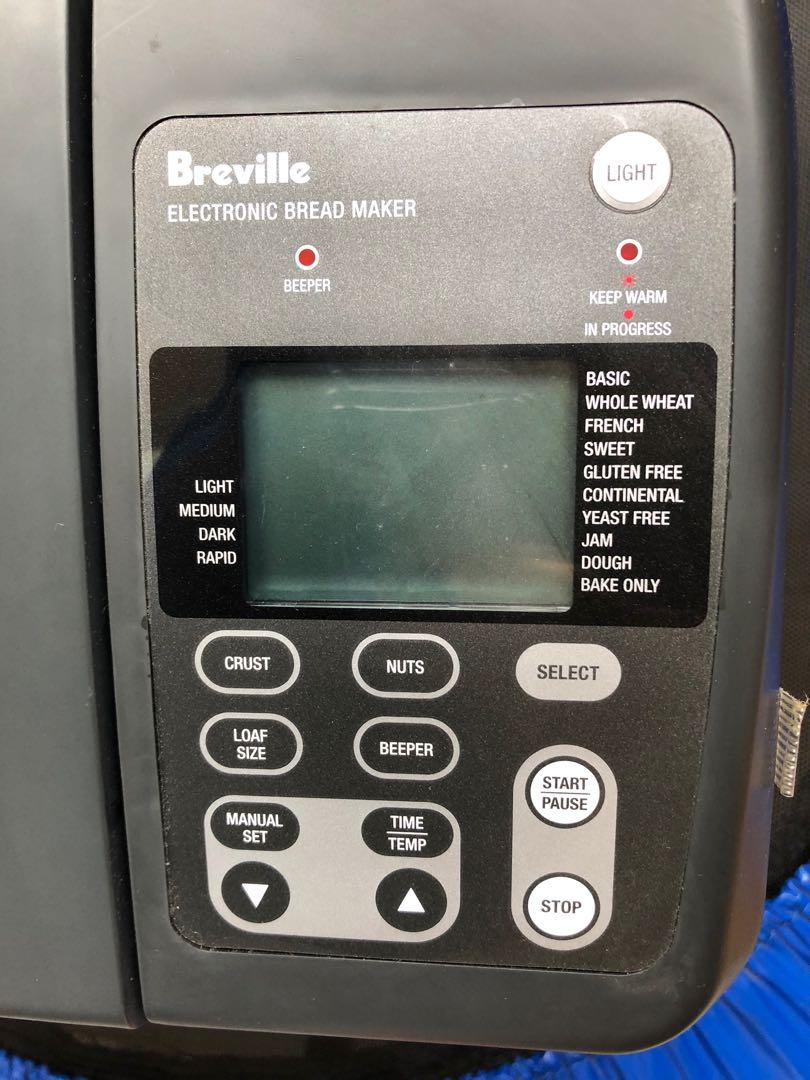 Breville
LIGHT
ELECTRONIC BREAD MAKER
BEEPER
KEEP WARM
IN PROGRESS
LIGHT
MEDIUM
DARK
RAPID
BASIC
WHOLE WHEAT
FRENCH
SWEET
GLUTEN FREE
CONTINENTAL
YEAST FREE
JAM
DOUGH
BAKE ONLY
CRUST
NUTS
SELECT
LOAF
SIZE
BEEPER
START
PAUSE
MANUAL
SET
TIME
TEMP
STOP